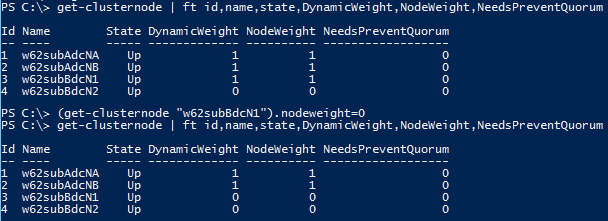 PS C:\> get-clusternode | ft id,name,state,DynamicWeight,NodeWeight,NeedsPreventQuorum
Id Name State DynamicWeight NodeWeight NeedsPreventQuorum
-- ---- ----- ------------- ---------- ------------------
1 w62subAdcNA Up 1 1 0
2 w62subAdcNB Up 1 1 0
3 w62subBdcN1 Up 1 1 0
4 w62subBdcN2 Up 0 0 0
PS C:\> (get-clusternode "w62subBdcN1").nodeweight=0
PS C:\> get-clusternode | ft id,name,state,DynamicWeight,NodeWeight,NeedsPreventQuorum
Id Name State DynamicWeight NodeWeight NeedsPreventQuorum
-- ---- ----- ------------- ---------- ------------------
1 w62subAdcNA Up 1 1 0
2 w62subAdcNB Up 1 1 0
3 w62subBdcN1 Up 0 0 0
4 w62subBdcN2 Up 0 0 0